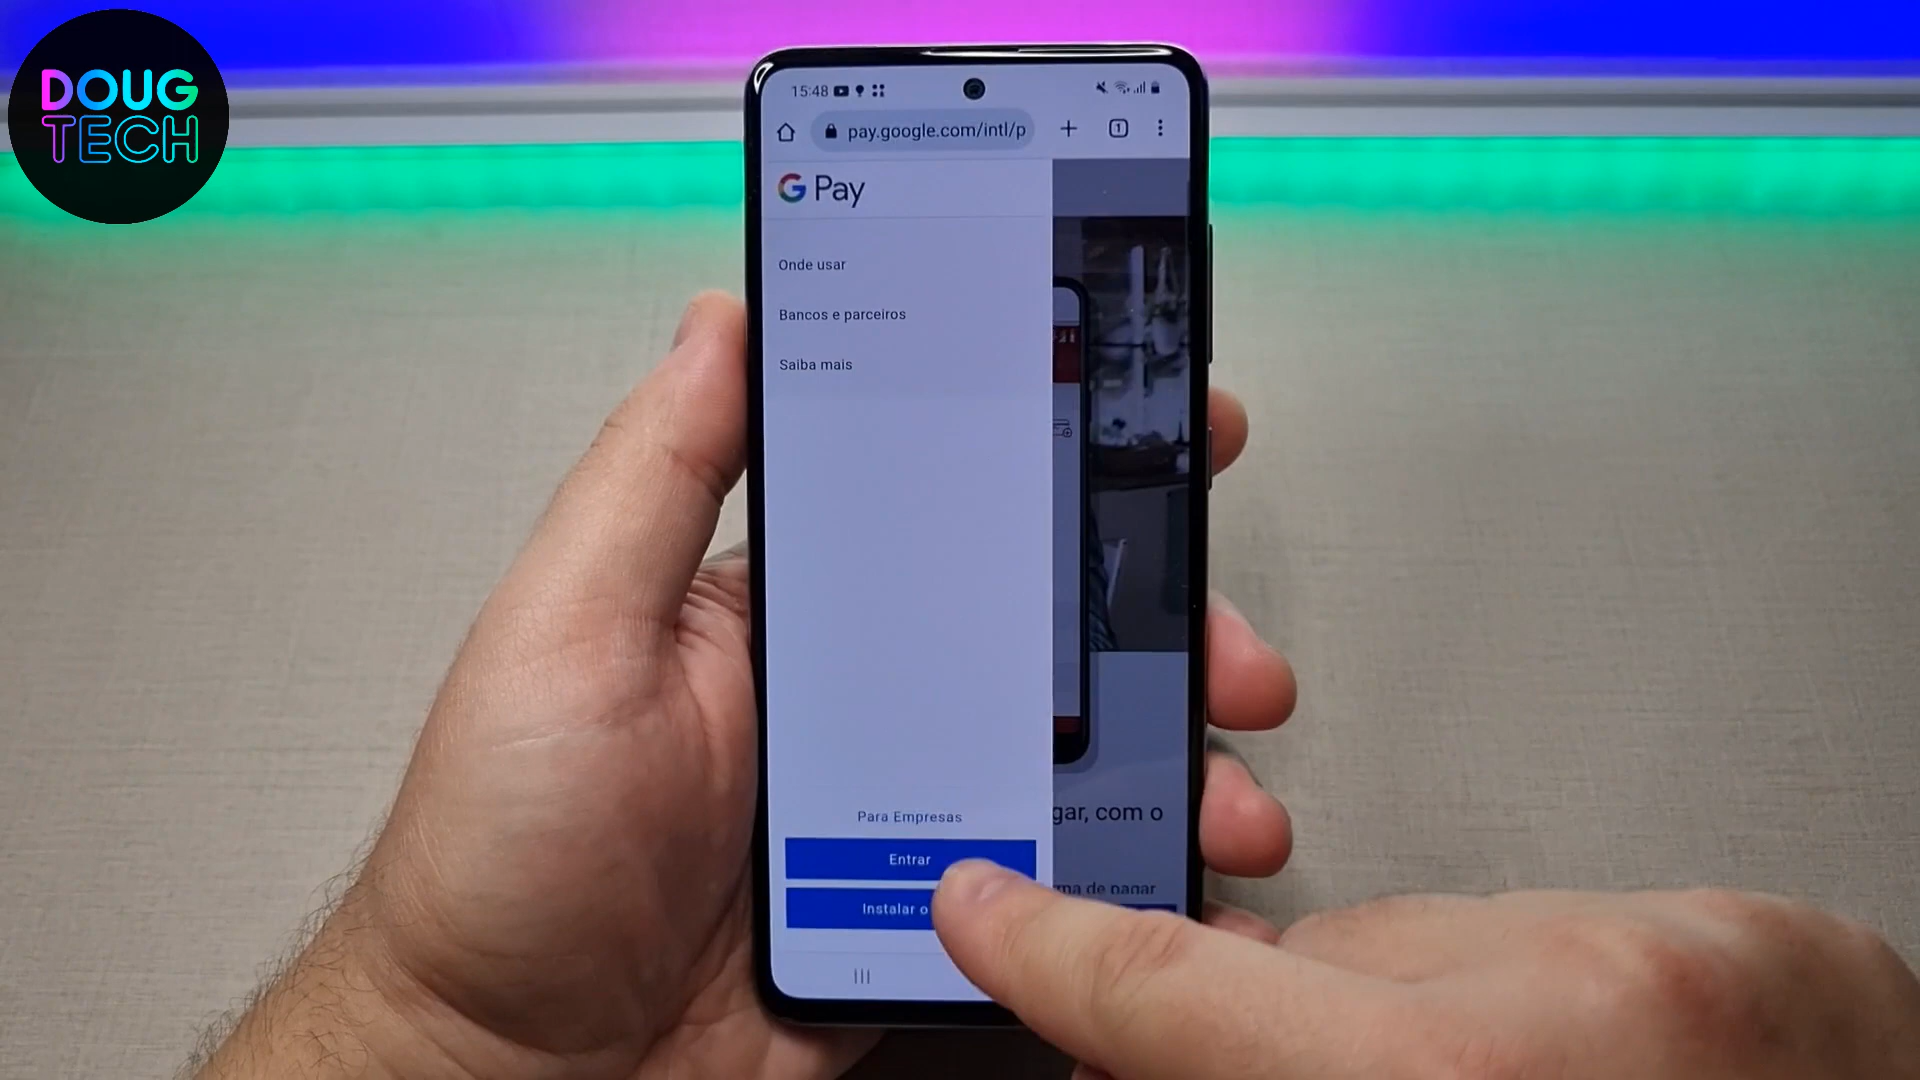 DOUG
TECH
15:48
pay.google.com/intl/p
1
G Pay
Onde usar
Bancos e parceiros
Saiba mais
gar, com o
Para Empresas
Entrar
de pagar
Instalar o